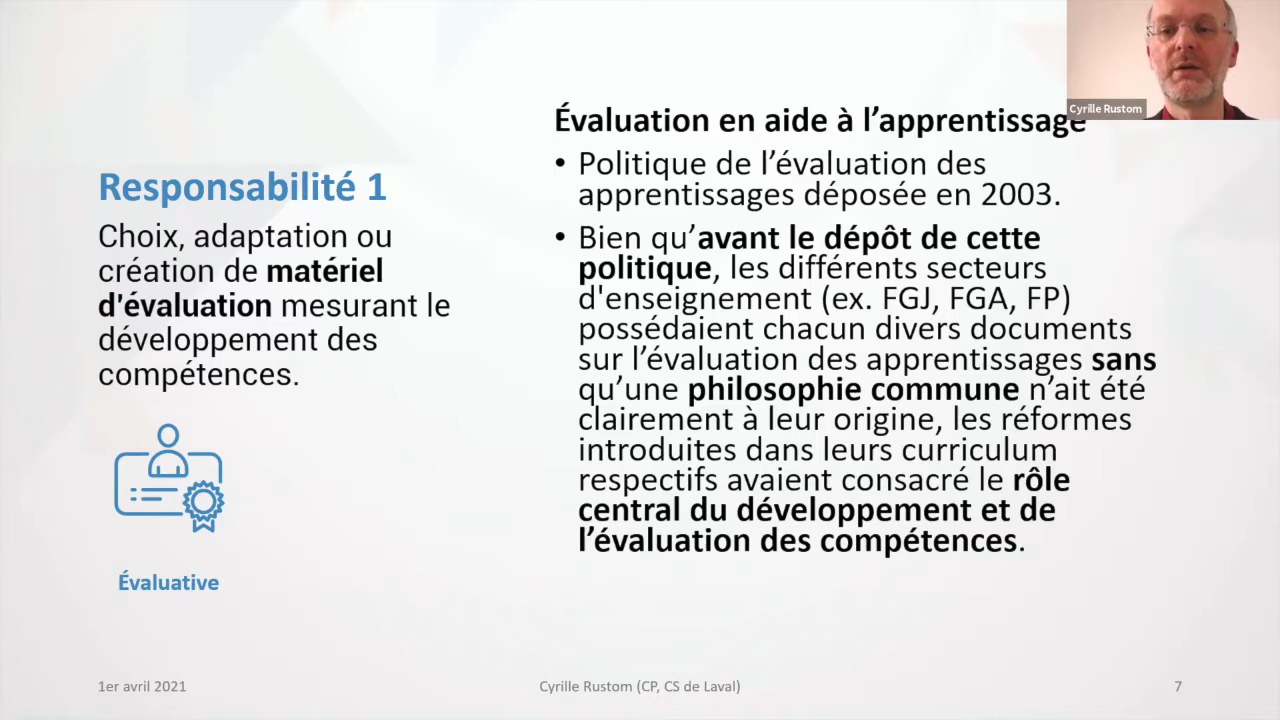 Cyrille Rustom
Responsabilité 1
Choix, adaptation ou
création de matériel
d'évaluation mesurant le
développement des
compétences.
Évaluative
Évaluation en aide à l’apprentissage
• Politique de l’évaluation des
apprentissages déposée en 2003.
• Bien qu’avant le dépôt de cette
politique, les différents secteurs
d'enseignement (ex. FGJ, FGA, FP)
possédaient chacun divers documents
sur l’évaluation des apprentissages sans
qu’une philosophie commune n’ait été
clairement à leur origine, les réformes
introduites dans leurs curriculum
respectifs avaient consacré le rôle
central du développement et de
l’évaluation des compétences.
1er avril 2021
Cyrille Rustom (CP, CS de Laval)
7